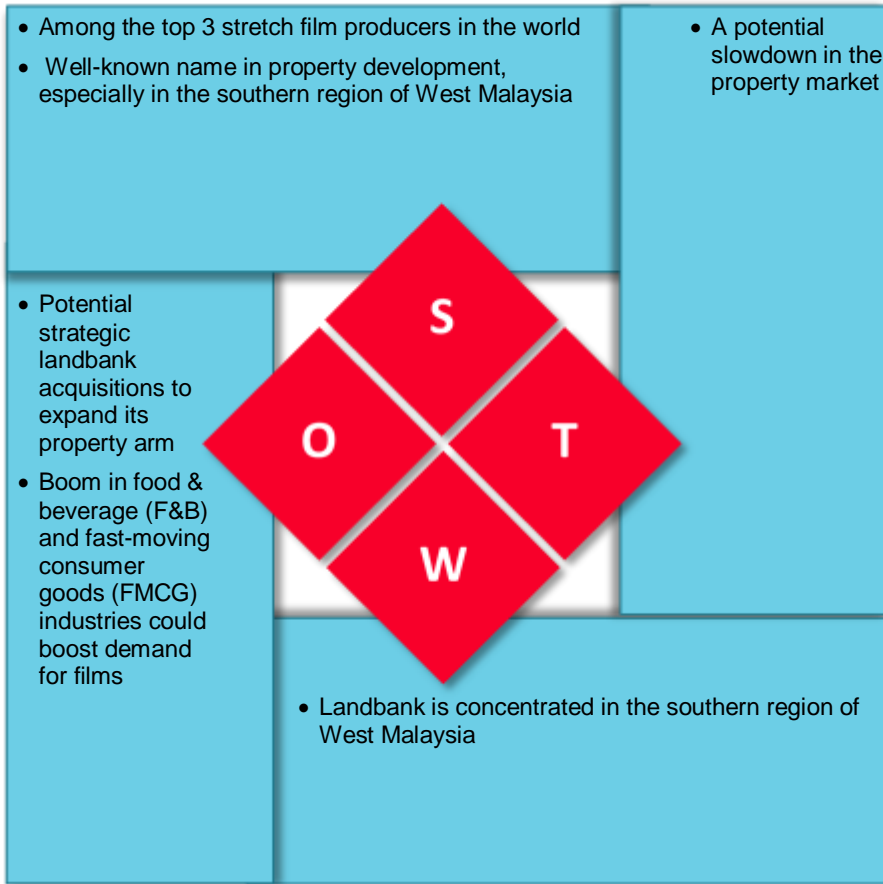 • Among the top 3 stretch film producers in the world
• Well-known name in property development,
especially in the southern region of West Malaysia
• A potential
slowdown in the
property market
• Potential
strategic
landbank
acquisitions to
expand its
property arm
• Boom in food &
beverage (F&B)
and fast-moving
consumer
goods (FMCG)
industries could
boost demand
for films
S
O
T
W
• Landbank is concentrated in the southern region of
West Malaysia